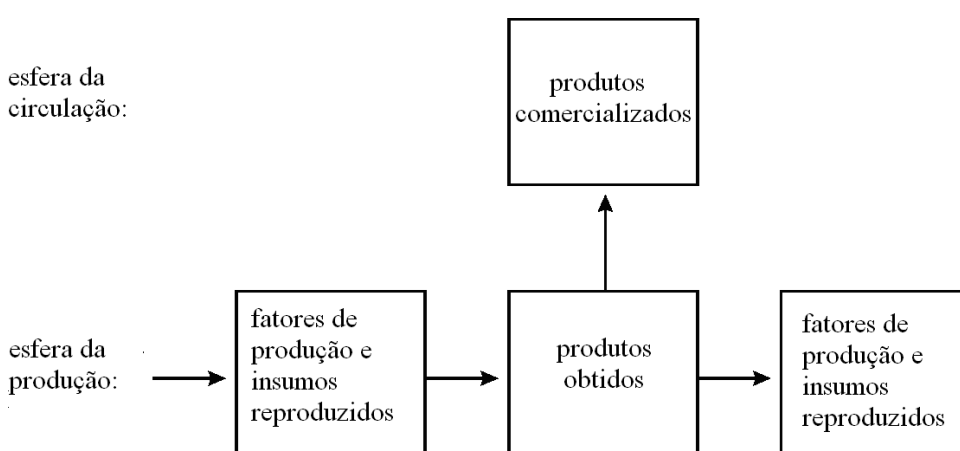 esfera da
circulação:
produtos
comercializados
esfera da
produção:
fatores de
produção e
insumos
reproduzidos
produtos
obtidos
fatores de
produção e
insumos
reproduzidos